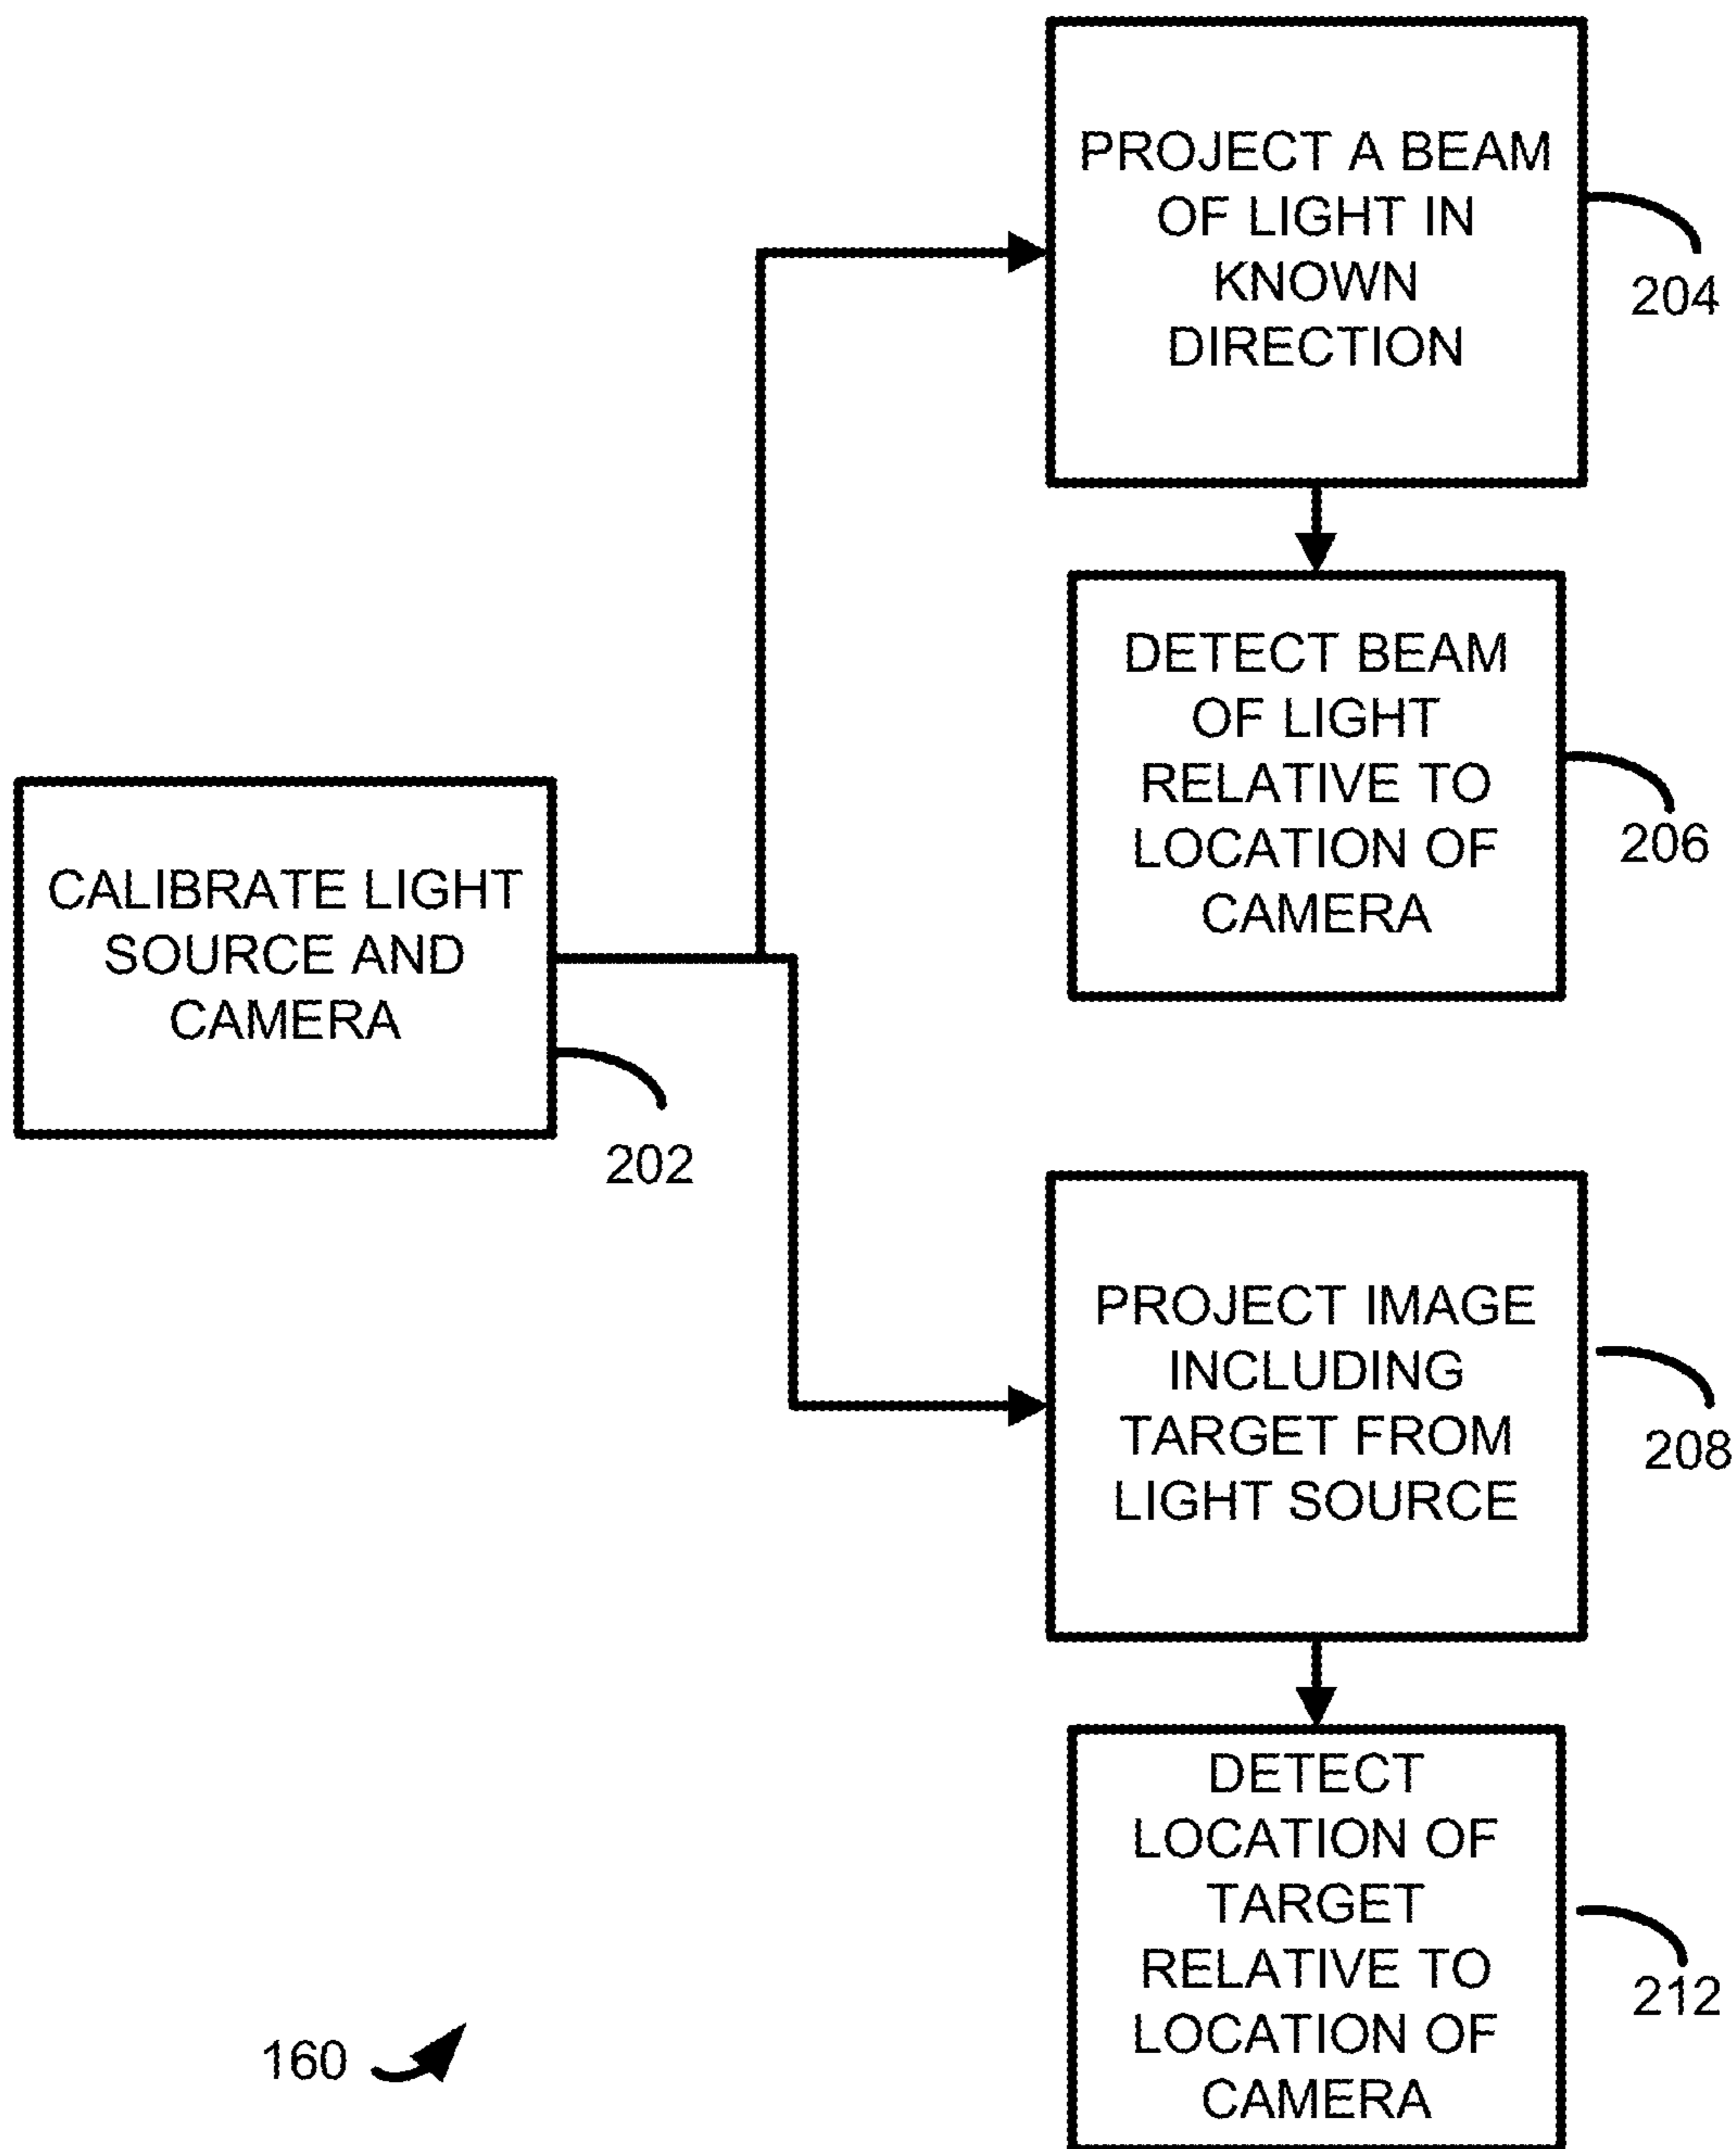 PROJECT A BEAM
OF LIGHT IN
KNOWN
DIRECTION
204
DETECT BEAM
OF LIGHT
RELATIVE TO
LOCATION OF
CAMERA
206
CALIBRATE LIGHT
SOURCE AND
CAMERA
202
PROJECT IMAGE
INCLUDING
TARGET FROM
LIGHT SOURCE
208
DETECT
LOCATION OF
TARGET
RELATIVE TO
LOCATION OF
CAMERA
212
160